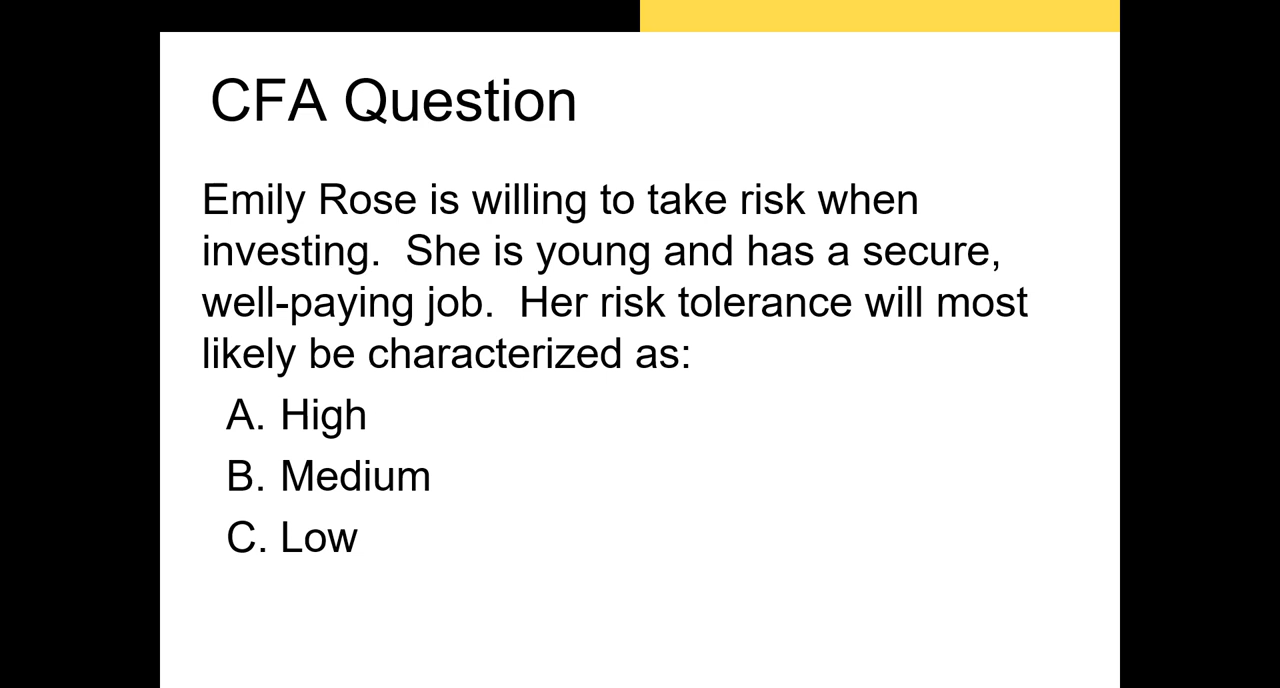 CFA Question
Emily Rose is willing to take risk when
investing.  She is young and has a secure,
well-paying job.  Her risk tolerance will most
likely be characterized as:
A. High
B. Medium
C. Low